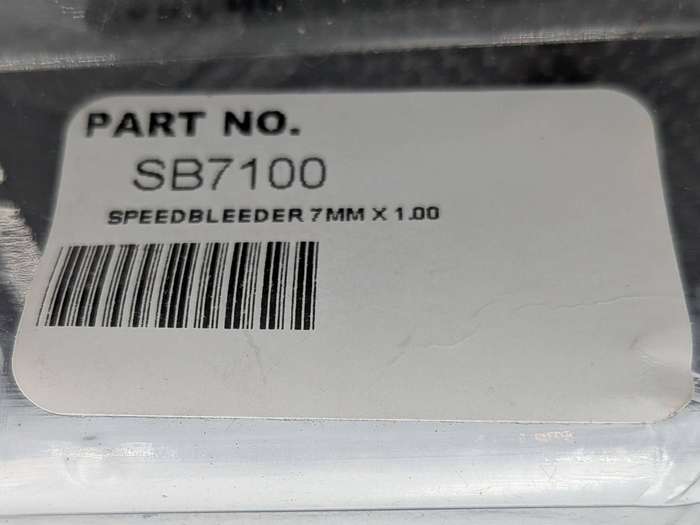 PART NO.
SB7100
SPEEDBLEEDER 7MM X 1.00